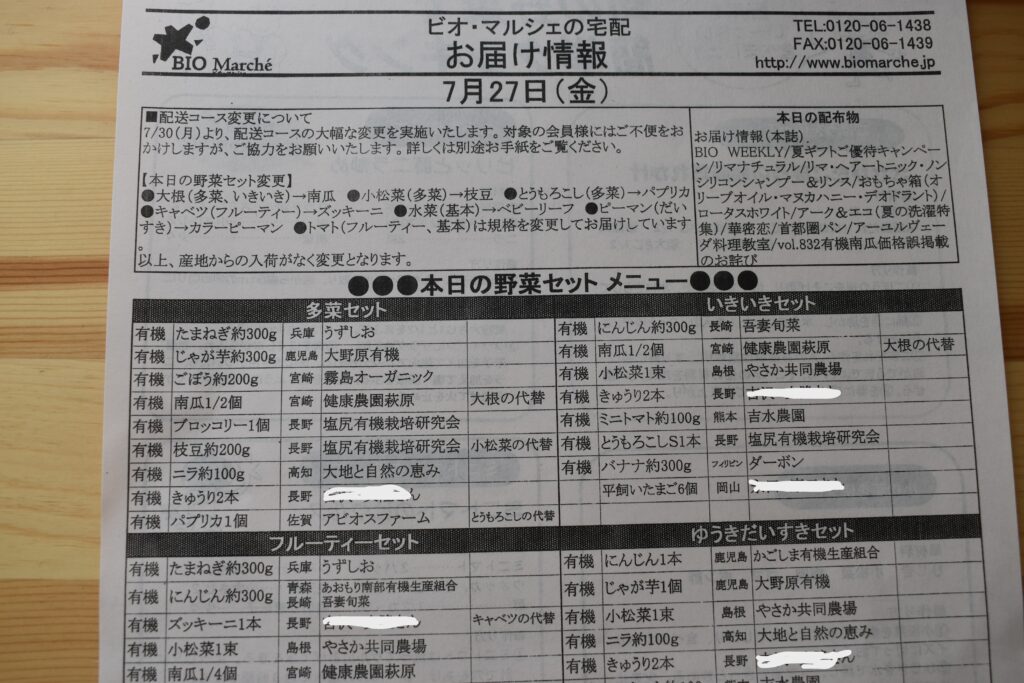 BIO Marché
ビオ・マルシェの宅配
お届け情報
TEL:0120-06-1438
FAX:0120-06-1439
http://www.biomarche.jp
7月27日(金)
■配送コース変更について
7/30(月)より、配送コースの大幅な変更を実施いたします。対象の会員様にはご不便をお
かけしますが、ご協力をお願いいたします。詳しくは別途お手紙をご覧ください。
【本日の野菜セット変更】
●大根(多菜、いきいき)→南瓜 ●小松菜(多菜)→枝豆 ●とうもろこし(多菜)→パプリカ
●キャベツ(フルーティー)→ズッキーニ ●水菜(基本)→ベビーリーフ ●ピーマン(だい
すき)→カラーピーマン ●トマト(フルーティー、基本)は規格を変更してお届けしています
。
以上、産地からの入荷がなく変更となります。
本日の配布物
お届け情報(本誌)
BIO WEEKLY/夏ギフトご優待キャンペー
ン/リマナチュラル/リマ・ヘアートニック・ノン
シリコンシャンプー&リンス/おもちゃ箱(オ
リーブオイル・マヌカハニー・デオドラント)/
ロータスホワイト/アーク&エコ(夏の洗濯特
集)/華密恋/首都圏パン/アーユルヴェー
ダ料理教室/vol.832有機南瓜価格誤掲載
のお詫び
●●●本日の野菜セット メニュー●●●
多菜セット
有機 たまねぎ約300g 兵庫 うずしお
有機 じゃが芋約300g 鹿児島 大野原有機
有機 ごぼう約200g 宮崎 霧島オーガニック
有機 南瓜1/2個 宮崎 健康農園萩原 大根の代替
有機 ブロッコリー1個 長野 塩尻有機栽培研究会
有機 枝豆約200g 長野 塩尻有機栽培研究会 小松菜の代替
有機 ニラ約100g 高知 大地と自然の恵み
有機 きゅうり2本 長野
有機 パプリカ1個 佐賀 アビオスファーム とうもろこしの代替
いきいきセット
有機 にんじん約300g 長崎 吾妻旬菜
有機 南瓜1/2個 宮崎 健康農園萩原 大根の代替
有機 小松菜1束 島根 やさか共同農場
有機 きゅうり2本 長野
有機 ミニトマト約100g 熊本 吉水農園
有機 とうもろこしS1本 長野 塩尻有機栽培研究会
有機 バナナ約300g フィリピン ダーボン
平飼いたまご6個 岡山
フルーティーセット
有機 たまねぎ約300g 兵庫 うずしお
有機 にんじん約300g 青森 長崎 あおもり南部有機生産組合 吾妻旬菜
有機 ズッキーニ1本 長野 キャベツの代替
有機 小松菜1束 島根 やさか共同農場
有機 南瓜1/4個 宮崎 健康農園萩原
ゆうきだいすきセット
有機 にんじん1本 鹿児島 かごしま有機生産組合
有機 じゃが芋1個 鹿児島 大野原有機
有機 小松菜1束 島根 やさか共同農場
有機 ニラ約100g 高知 大地と自然の恵み
有機 きゅうり2本 長野